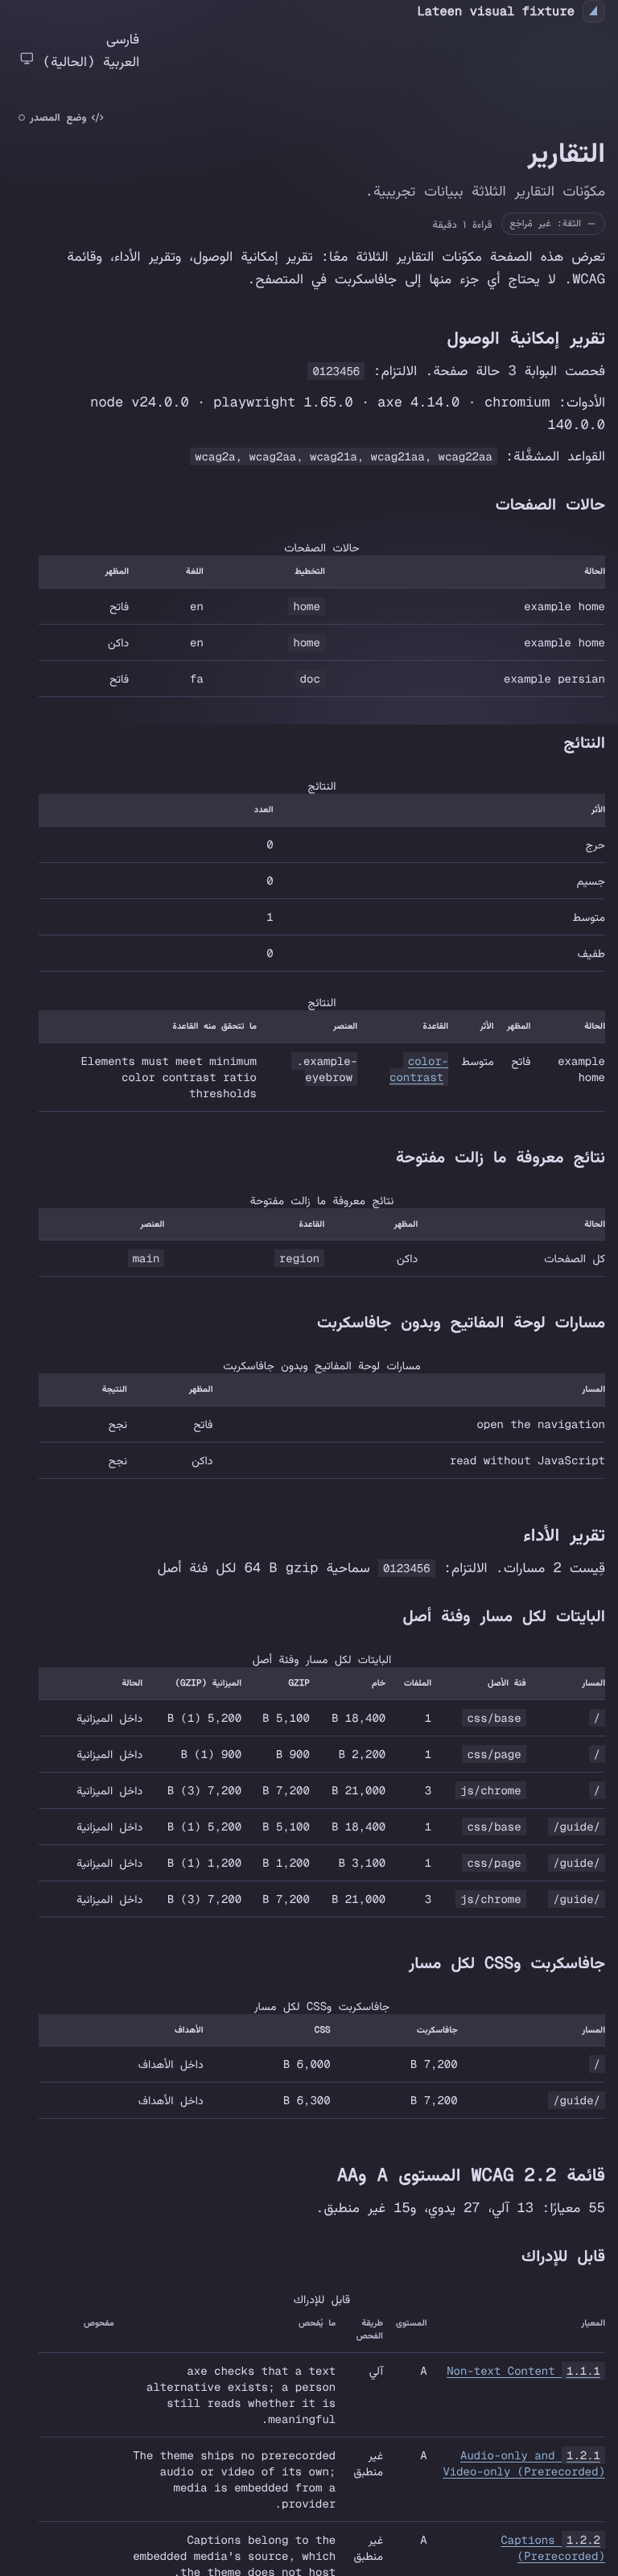 Lateen visual fixture
فارسی
العربية (الحالية)
وضع المصدر
التقارير
مكوّنات التقارير الثلاثة ببيانات تجريبية.
— الثقة: غير مُراجَع
قراءة ١ دقيقة
تعرض هذه الصفحة مكوّنات التقارير الثلاثة معًا: تقرير إمكانية الوصول، وتقرير الأداء، وقائمة
WCAG. لا يحتاج أي جزء منها إلى جافاسكربت في المتصفح.
تقرير إمكانية الوصول
فحصت البوابة 3 حالة صفحة. الالتزام: 0123456
الأدوات: node v24.0.0 · playwright 1.65.0 · axe 4.14.0 · chromium
140.0.0
القواعد المشغَّلة: wcag2a, wcag2aa, wcag21a, wcag21aa, wcag22aa
حالات الصفحات
حالات الصفحات
الحالة التخطيط اللغة المظهر
example home home en فاتح
example home home en داكن
example persian doc fa فاتح
النتائج
النتائج
الأثر العدد
حرج 0
جسيم 0
متوسط 1
طفيف 0
النتائج
الحالة المظهر الأثر القاعدة العنصر ما تتحقق منه القاعدة
example home فاتح متوسط color-contrast .example-eyebrow Elements must meet minimum
color contrast ratio
thresholds
نتائج معروفة ما زالت مفتوحة
نتائج معروفة ما زالت مفتوحة
الحالة المظهر القاعدة العنصر
كل الصفحات داكن region main
مسارات لوحة المفاتيح وبدون جافاسكربت
مسارات لوحة المفاتيح وبدون جافاسكربت
المسار المظهر النتيجة
open the navigation فاتح نجح
read without JavaScript داكن نجح
تقرير الأداء
قِيست 2 مسارات. الالتزام: 0123456 سماحية 64 B gzip لكل فئة أصل
البايتات لكل مسار وفئة أصل
البايتات لكل مسار وفئة أصل
المسار فئة الأصل الملفات خام GZIP الميزانية (GZIP) الحالة
/ css/base 1 18,400 B 5,100 B 5,200 B (1) داخل الميزانية
/ css/page 1 2,200 B 900 B 900 B (1) داخل الميزانية
/ js/chrome 3 21,000 B 7,200 B 7,200 B (3) داخل الميزانية
/guide/ css/base 1 18,400 B 5,100 B 5,200 B (1) داخل الميزانية
/guide/ css/page 1 3,100 B 1,200 B 1,200 B (1) داخل الميزانية
/guide/ js/chrome 3 21,000 B 7,200 B 7,200 B (3) داخل الميزانية
جافاسكربت وCSS لكل مسار
جافاسكربت وCSS لكل مسار
المسار جافاسكربت CSS الأهداف
/ 7,200 B 6,000 B داخل الأهداف
/guide/ 7,200 B 6,300 B داخل الأهداف
قائمة WCAG 2.2 المستوى A وAA
55 معيارًا: 13 آلي، 27 يدوي، و15 غير منطبق.
قابل للإدراك
قابل للإدراك
المعيار المستوى طريقة الفحص ما يُفحص مفحوص
1.1.1 Non-text Content A آلي axe checks that a text
alternative exists; a person
still reads whether it is
meaningful.
1.2.1 Audio-only and
Video-only (Prerecorded) A غير منطبق The theme ships no prerecorded
audio or video of its own;
media is embedded from a
provider.
1.2.2 Captions
(Prerecorded) A غير منطبق Captions belong to the
embedded media's source, which
the theme does not host.